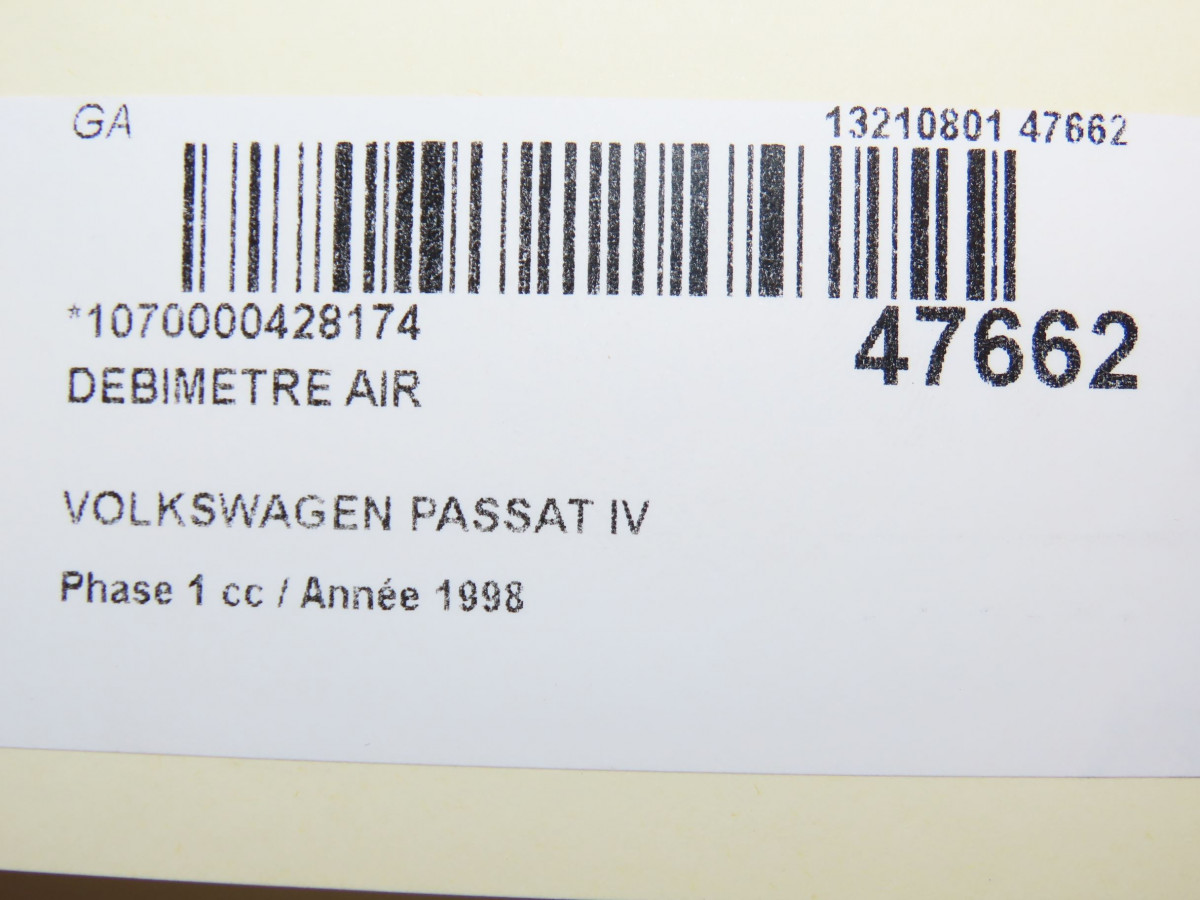 GA
13210801 47662
*1070000428174
47662
DEBIMETRE AIR
VOLKSWAGEN PASSAT IV
Phase 1 cc / Année 1998